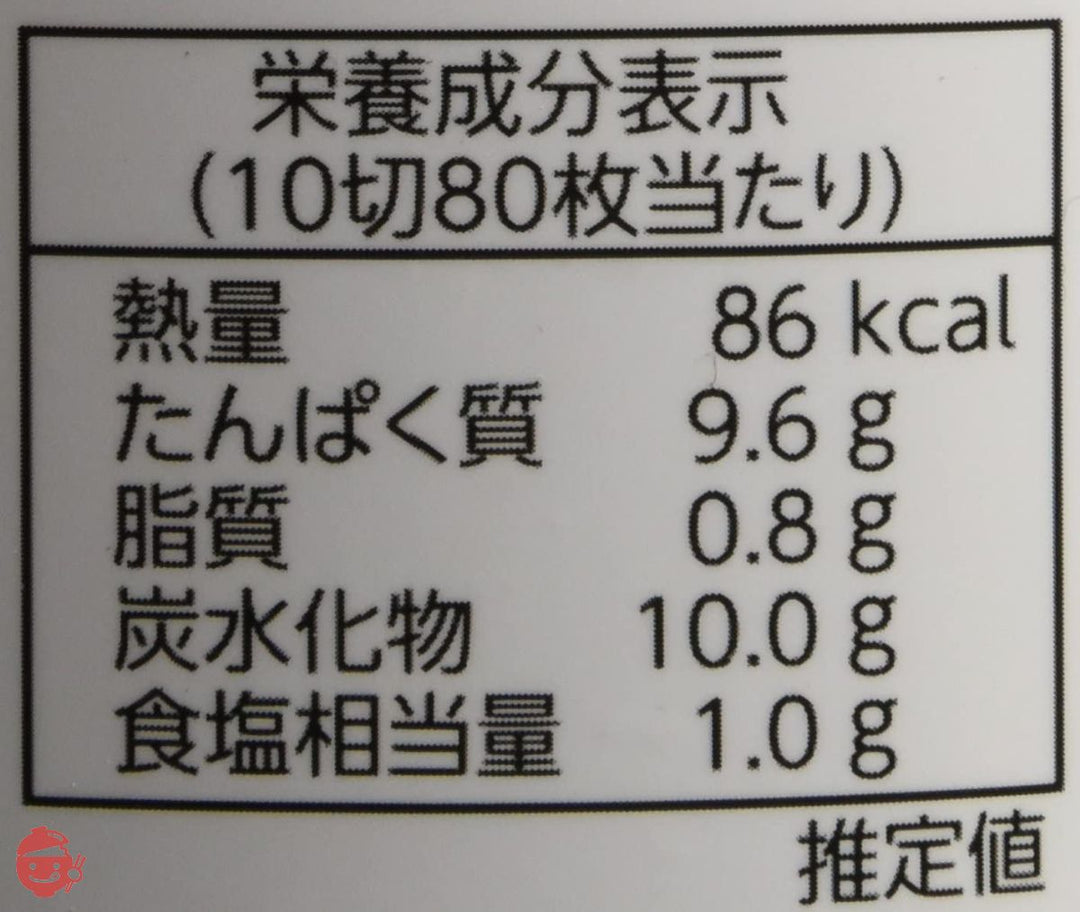 栄養成分表示
(10切80枚当たり)
熱量 86 kcal
たんぱく質 9.6 g
脂質 0.8 g
炭水化物 10.0 g
食塩相当量 1.0 g
推定値